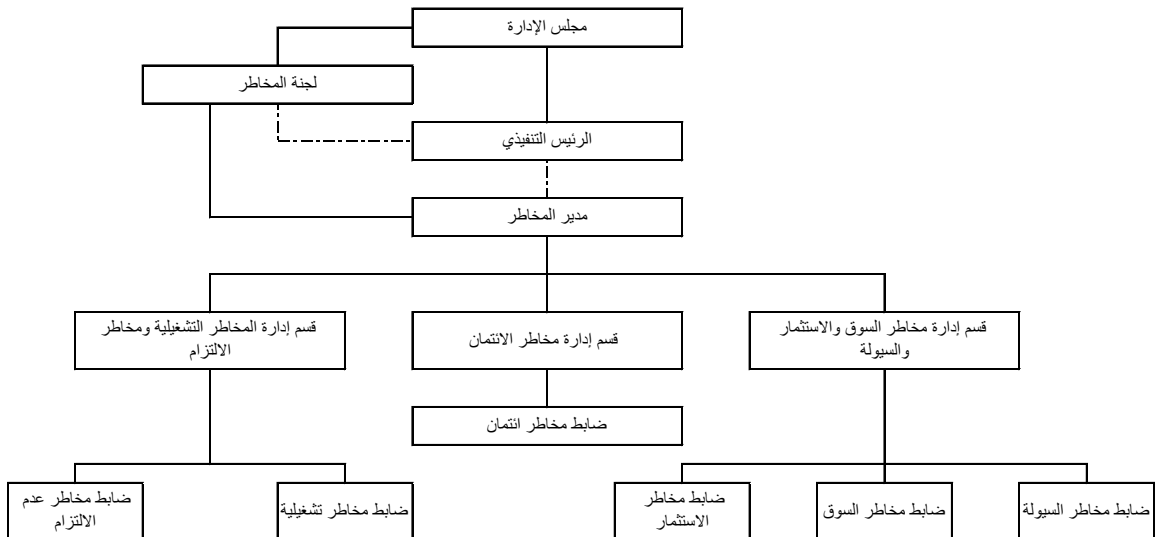 مجلس الإدارة
لجنة المخاطر
الرئيس التنفيذي
مدير المخاطر
قسم إدارة مخاطر السوق والاستثمار
والسيولة
قسم إدارة مخاطر الائتمان
قسم إدارة المخاطر التشغيلية ومخاطر
الالتزام
ضابط مخاطر ائتمان
ضابط مخاطر السيولة
ضابط مخاطر السوق
ضابط مخاطر
الاستثمار
ضابط مخاطر تشغيلية
ضابط مخاطر عدم
الالتزام